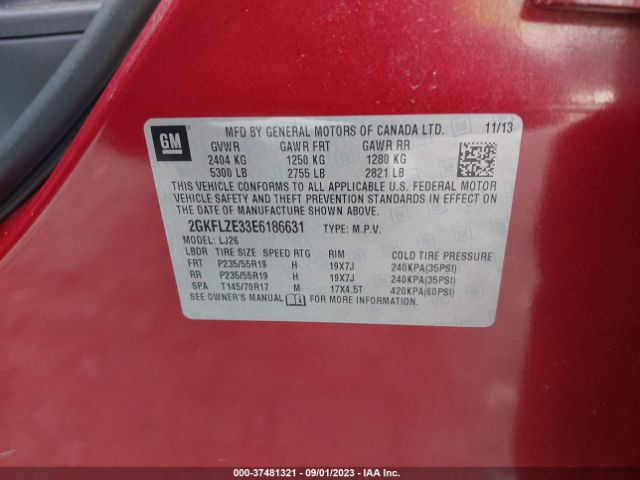 GM
MFD BY GENERAL MOTORS OF CANADA LTD. 11/13
GVWR GAWR FRT GAWR RR
2404 KG 1250 KG 1280 KG
5300 LB 2755 LB 2821 LB
THIS VEHICLE CONFORMS TO ALL APPLICABLE U.S. FEDERAL MOTOR
VEHICLE SAFETY AND THEFT PREVENTION STANDARDS IN EFFECT ON
THE DATE OF MANUFACTURE SHOWN ABOVE.
2GKFLZE33E6186631 TYPE: M.P.V.
MODEL: LJ26
LBDR TIRE SIZE SPEED RTG RIM COLD TIRE PRESSURE
FRT P235/55R19 H 19X7J 240KPA(35PSI)
RR P235/55R19 H 19X7J 240KPA(35PSI)
SPA T145/70R17 M 17X4.5T 420KPA(60PSI)
SEE OWNER'S MANUAL FOR MORE INFORMATION.
000-37481321 - 09/01/2023 - IAA Inc.